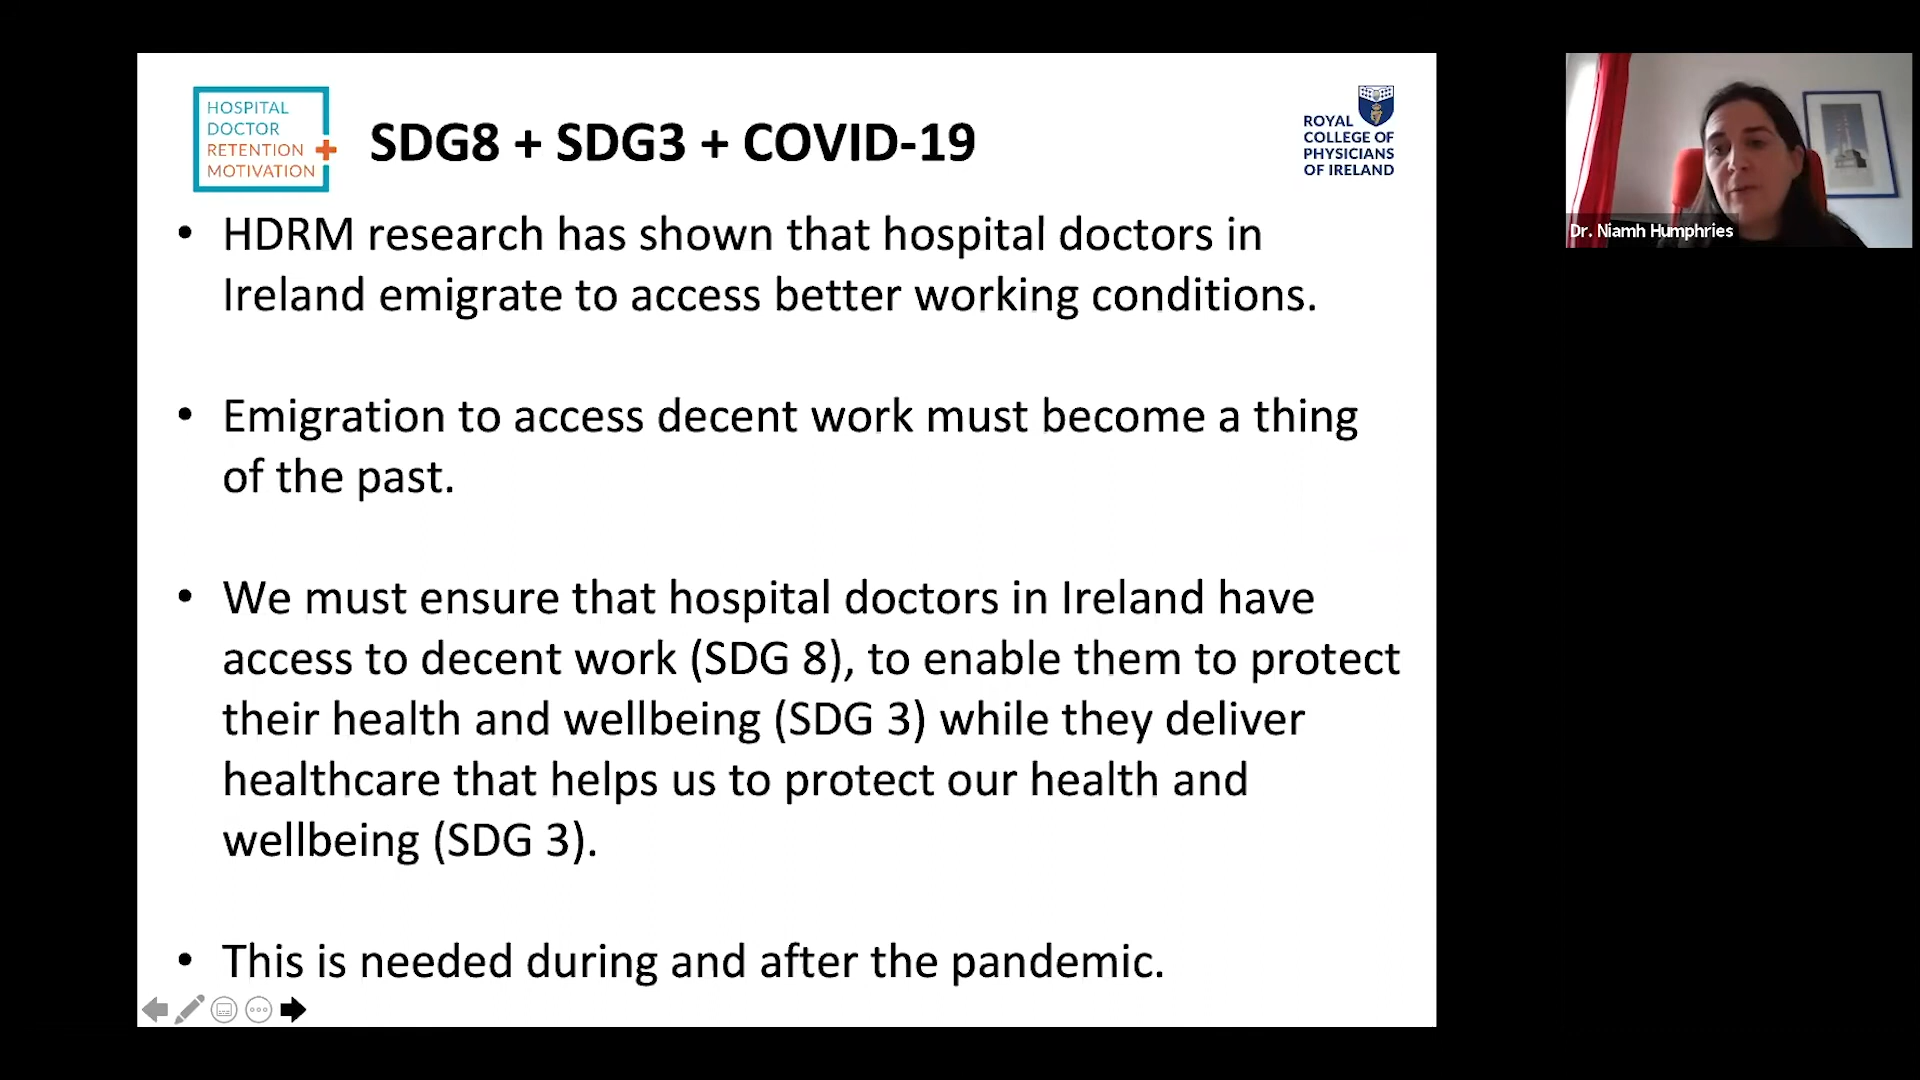 HOSPITAL
DOCTOR
RETENTION +
MOTIVATION
SDG8 + SDG3 + COVID-19
ROYAL
COLLEGE OF
PHYSICIANS
OF IRELAND
• HDRM research has shown that hospital doctors in
Ireland emigrate to access better working conditions.
• Emigration to access decent work must become a thing
of the past.
• We must ensure that hospital doctors in Ireland have
access to decent work (SDG 8), to enable them to protect
their health and wellbeing (SDG 3) while they deliver
healthcare that helps us to protect our health and
wellbeing (SDG 3).
• This is needed during and after the pandemic.
Dr. Niamh Humphries